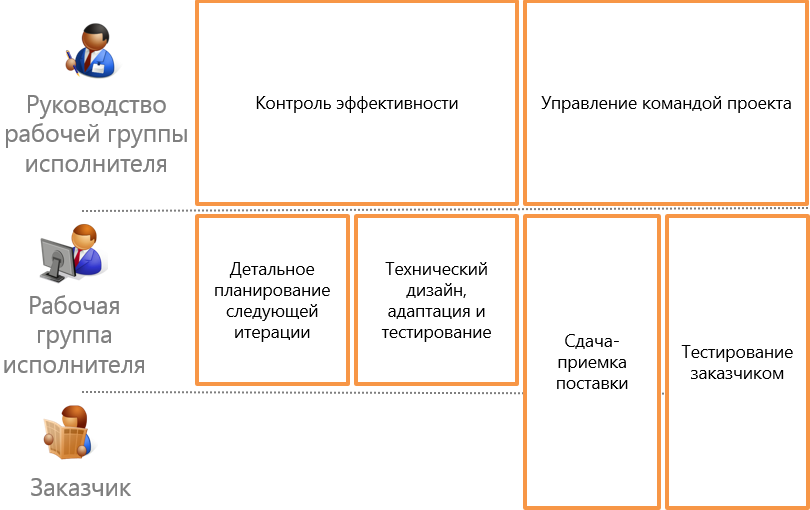 Руководство
рабочей группы
исполнителя
Контроль эффективности
Управление командой проекта
Рабочая
группа
исполнителя
Детальное
планирование
следующей
итерации
Технический
дизайн,
адаптация и
тестирование
Сдача-
приемка
поставки
Тестирование
заказчиком
Заказчик